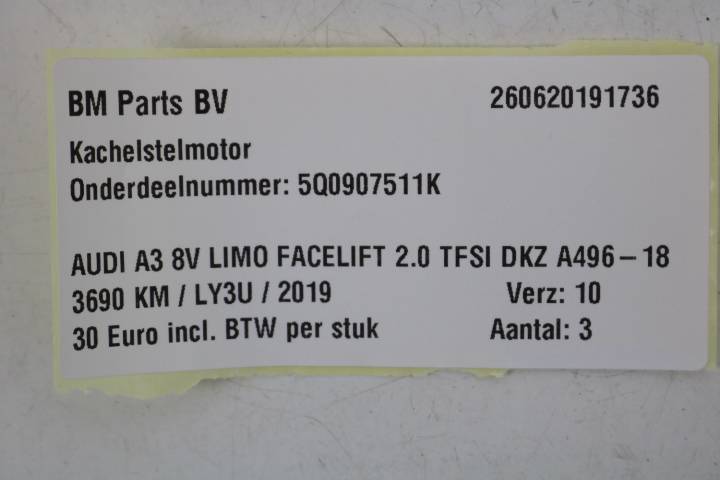 BM Parts BV 260620191736
Kachelstelmotor
Onderdeelnummer: 5Q0907511K
AUDI A3 8V LIMO FACELIFT 2.0 TFSI DKZ A496-18
3690 KM / LY3U / 2019 Verz: 10
30 Euro incl. BTW per stuk Aantal: 3